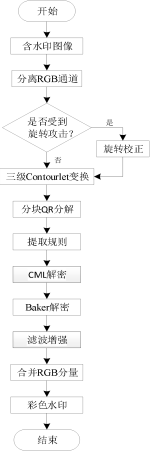 开始
含水印图像
分离RGB通道
是否受到
旋转攻击?
是
旋转校正
否
三级Contourlet变换
分块QR分解
提取规则
CML解密
Baker解密
滤波增强
合并RGB分量
彩色水印
结束